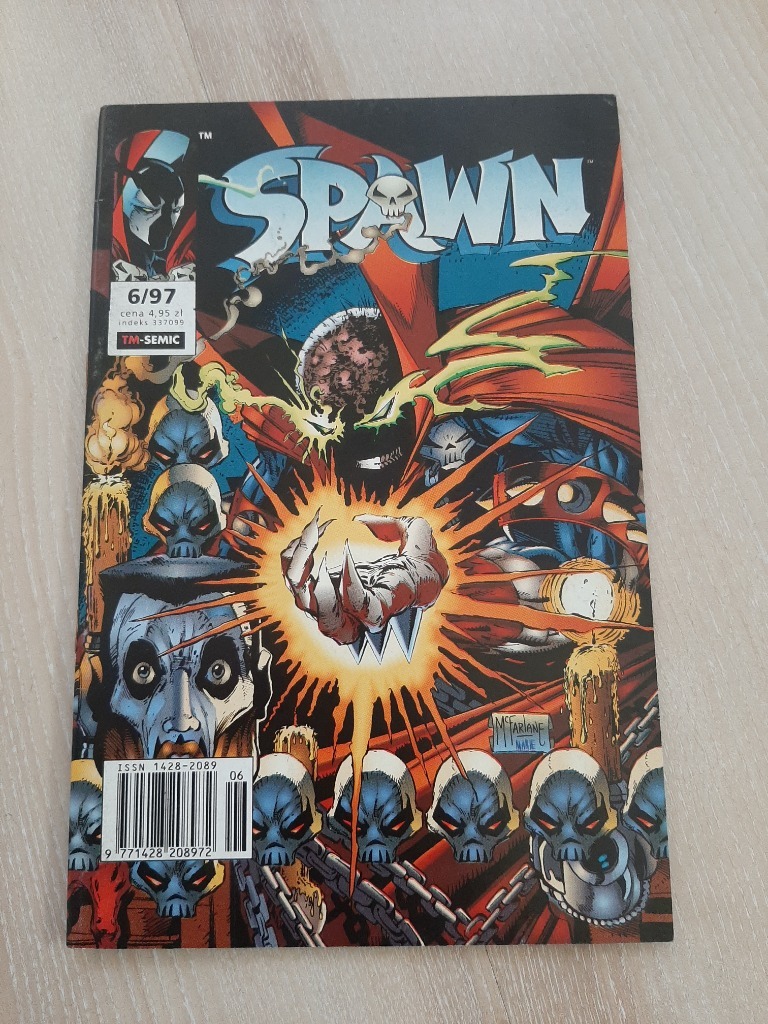 TM
SPAWN
TM
6/97
cena 4,95 zł
indeks 337099
TM-SEMIC
McFARLANE
ISSN 1428-2089
06
9 771428 208972